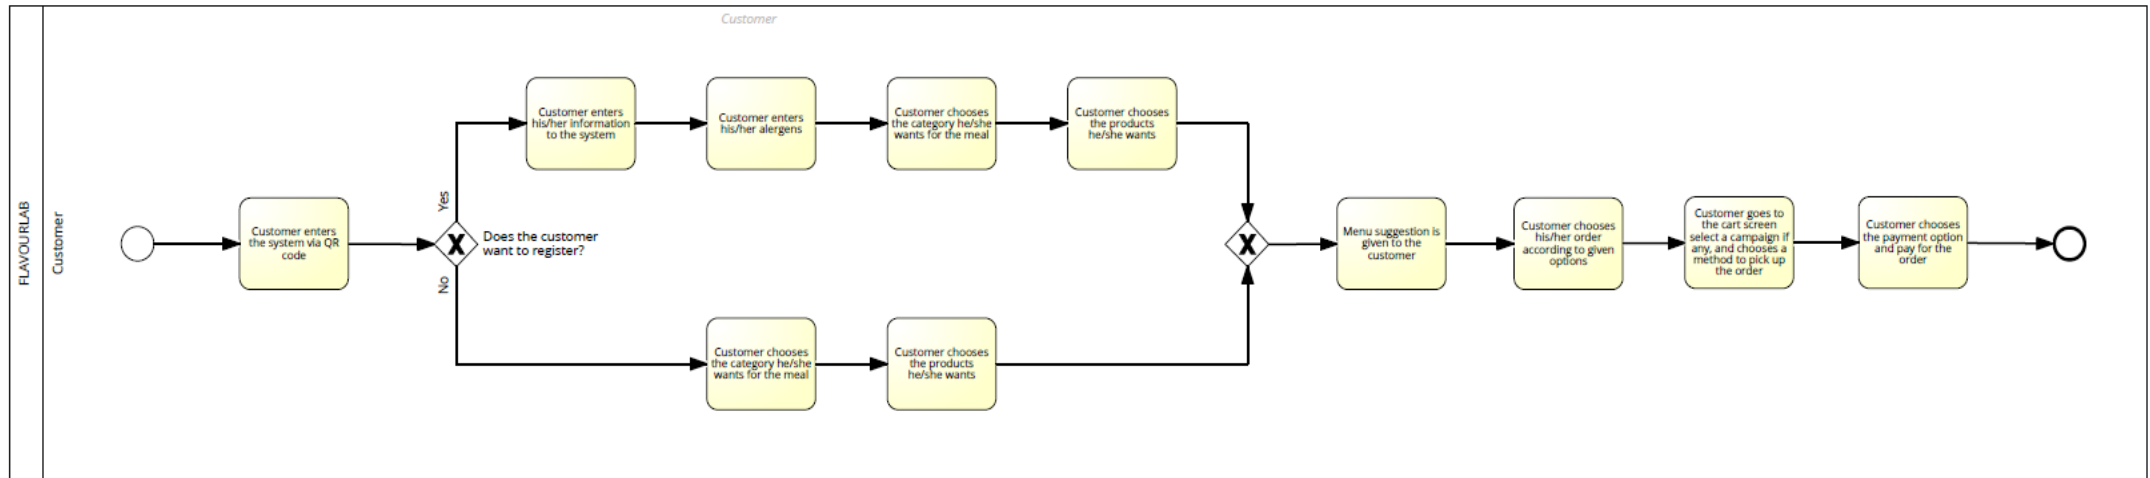 Customer
FLAVOURLAB
Customer
Customer enters
the system via QR
code
Does the customer
want to register?
Yes
Customer enters
his/her information
to the system
Customer enters
his/her alergens
Customer chooses
the category he/she
wants for the meal
Customer chooses
the products
he/she wants
No
Customer chooses
the category he/she
wants for the meal
Customer chooses
the products
he/she wants
Menu suggestion is
given to the
customer
Customer chooses
his/her order
according to given
options
Customer goes to
the cart screen
select a campaign if
any, and chooses a
method to pick up
the order
Customer chooses
the payment option
and pay for the
order